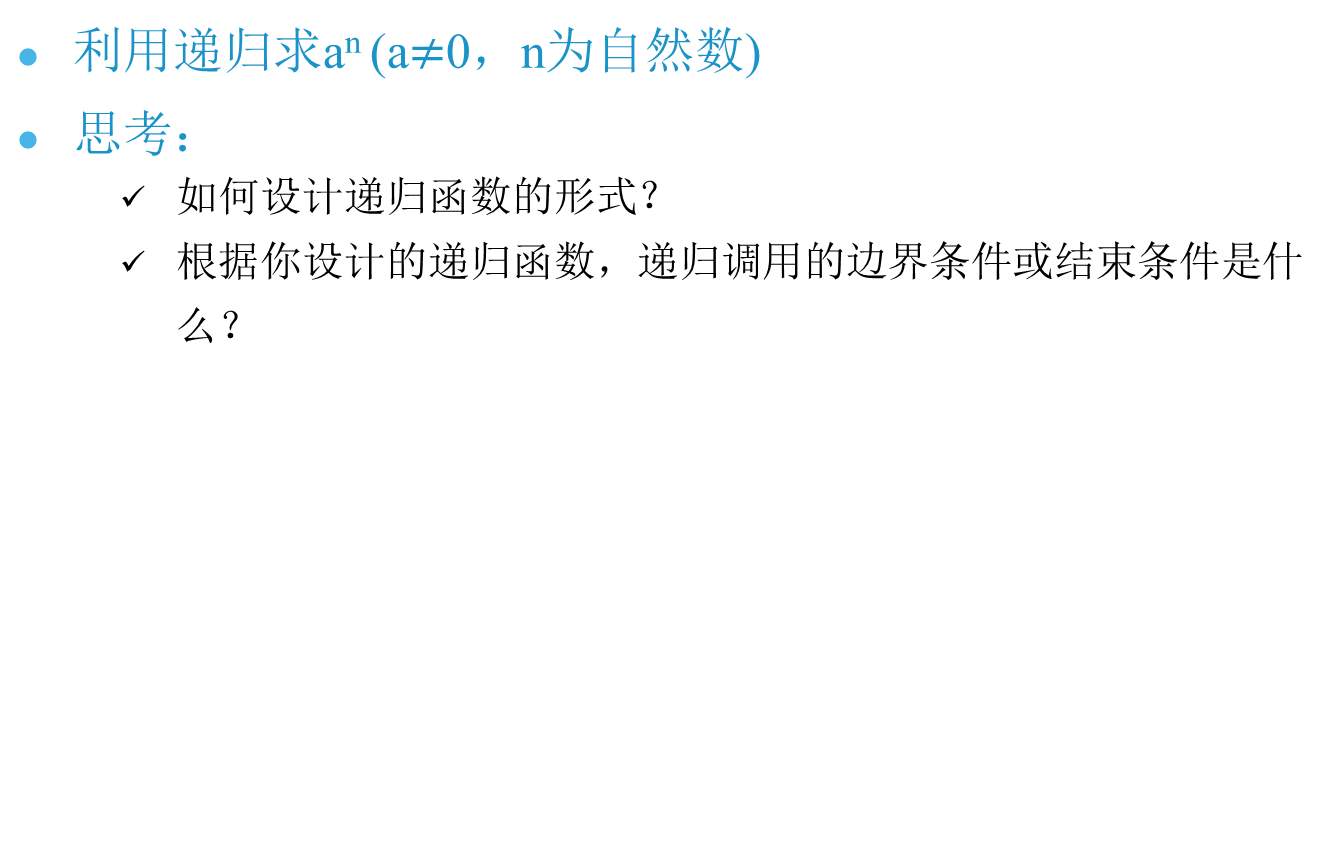 利用递归求aⁿ (a≠0，n为自然数)
思考：
如何设计递归函数的形式？
根据你设计的递归函数，递归调用的边界条件或结束条件是什
么？